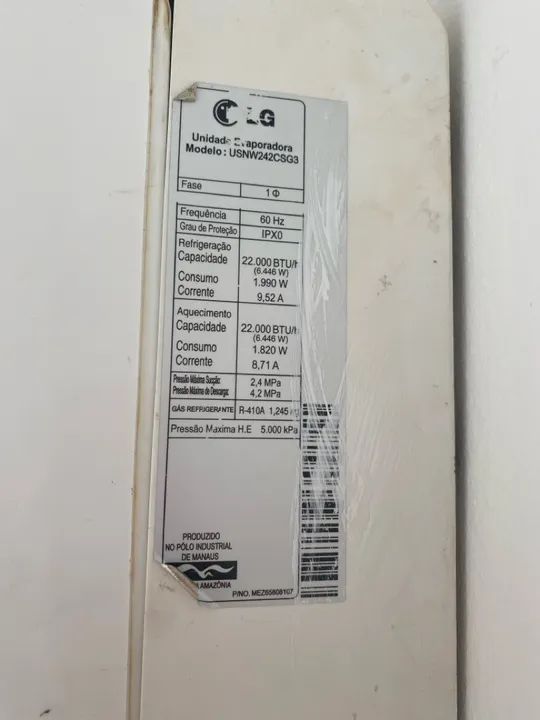 LG
Unidade Evaporadora
Modelo : USNW242CSG3
Fase 1Φ
Frequência 60 Hz
Grau de Proteção IPX0
Refrigeração
Capacidade 22.000 BTU/h
(6.446 W)
Consumo 1.990 W
Corrente 9,52 A
Aquecimento
Capacidade 22.000 BTU/h
(6.446 W)
Consumo 1.820 W
Corrente 8,71 A
Pressão Máxima Sucção: 2,4 MPa
Pressão Máxima de Descarga: 4,2 MPa
GÁS REFRIGERANTE R-410A 1,245
Pressão Maxima H.E 5.000 kPa
PRODUZIDO
NO PÓLO INDUSTRIAL
DE MANAUS
AMAZÔNIA
P/NO. MEZ65808107